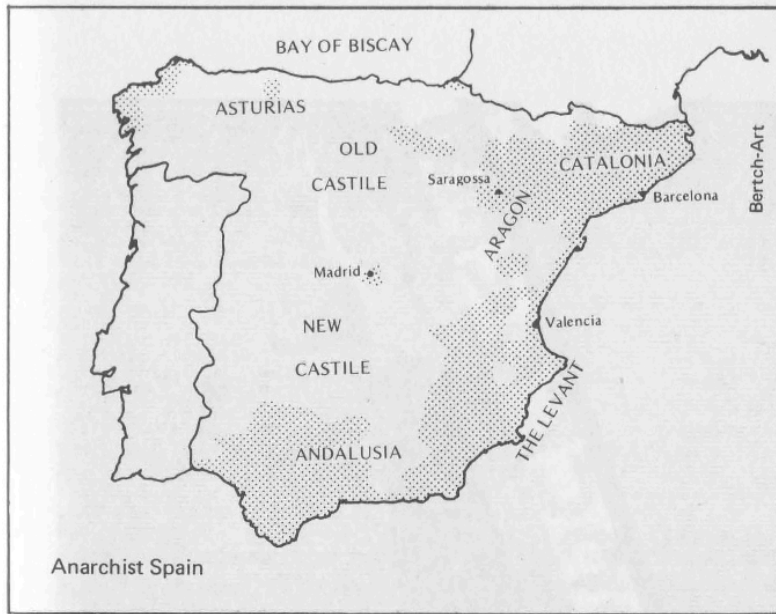 BAY OF BISCAY
ASTURIAS
OLD
CASTILE
CATALONIA
Saragossa
ARAGON
Barcelona
Bertch-Art
Madrid
NEW
CASTILE
Valencia
THE LEVANT
ANDALUSIA
Anarchist Spain